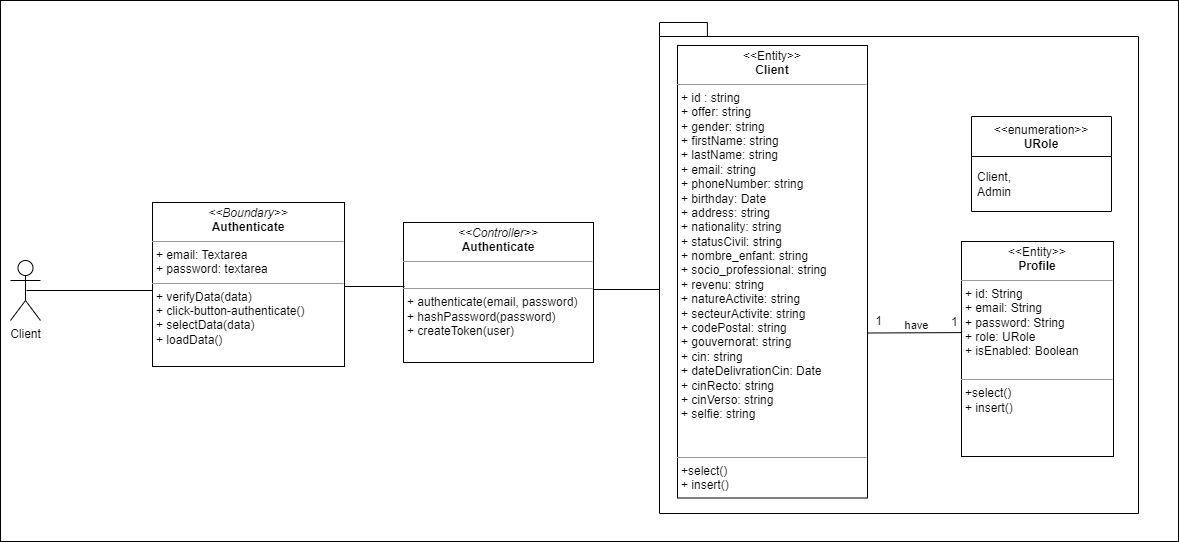 Client
<<Boundary>>
Authenticate
+ email: Textarea
+ password: textarea
+ verifyData(data)
+ click-button-authenticate()
+ selectData(data)
+ loadData()
<<Controller>>
Authenticate
+ authenticate(email, password)
+ hashPassword(password)
+ createToken(user)
<<Entity>>
Client
+ id : string
+ offer: string
+ gender: string
+ firstName: string
+ lastName: string
+ email: string
+ phoneNumber: string
+ birthday: Date
+ address: string
+ nationality: string
+ statusCivil: string
+ nombre_enfant: string
+ socio_professional: string
+ revenu: string
+ natureActivite: string
+ secteurActivite: string
+ codePostal: string
+ gouvernorat: string
+ cin: string
+ dateDelivrationCin: Date
+ cinRecto: string
+ cinVerso: string
+ selfie: string
+select()
+ insert()
1
have
1
<<enumeration>>
URole
Client,
Admin
<<Entity>>
Profile
+ id: String
+ email: String
+ password: String
+ role: URole
+ isEnabled: Boolean
+select()
+ insert()